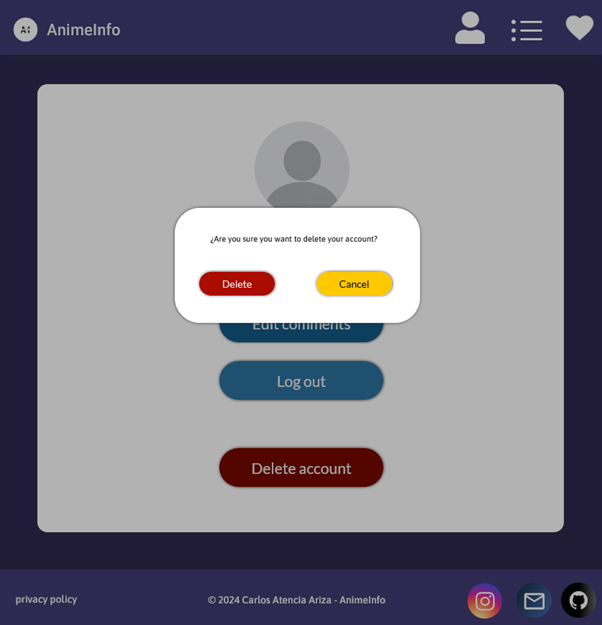 Ai
AnimeInfo
¿Are you sure you want to delete your account?
Delete
Cancel
Edit comments
Log out
Delete account
privacy policy
© 2024 Carlos Atencia Ariza - AnimeInfo